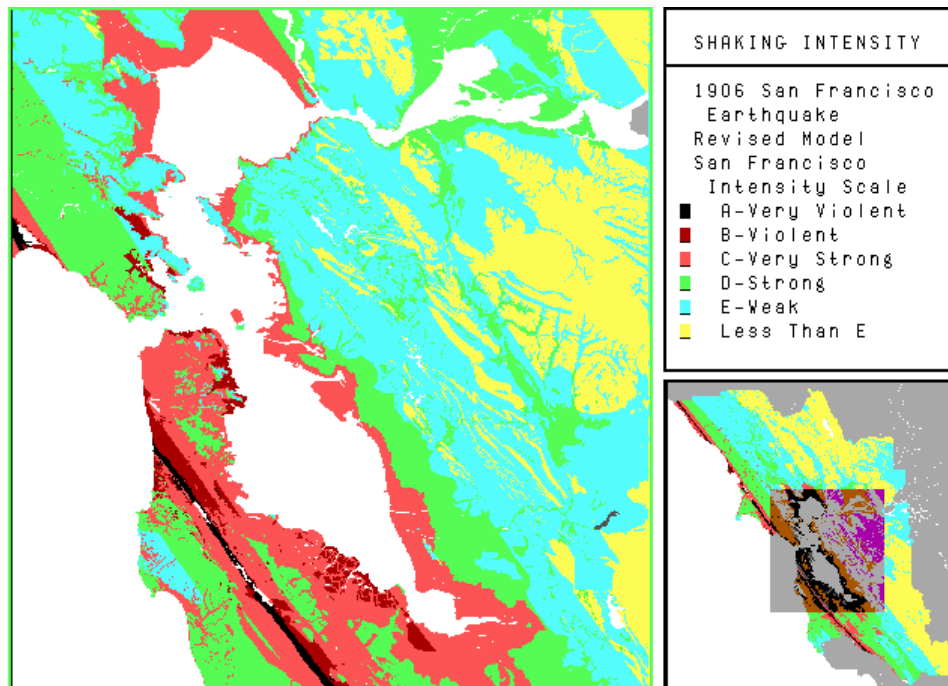 SHAKING INTENSITY
1906 San Francisco
Earthquake
Revised Model
San Francisco
Intensity Scale
A-Very Violent
B-Violent
C-Very Strong
D-Strong
E-Weak
Less Than E